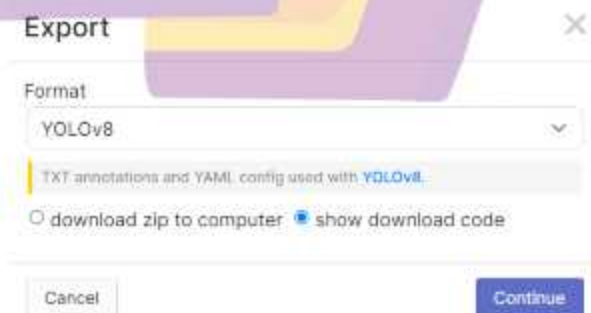 Export
Format
YOLOv8
TXT annotations and YAML config used with YOLOv8.
download zip to computer show download code
Cancel Continue